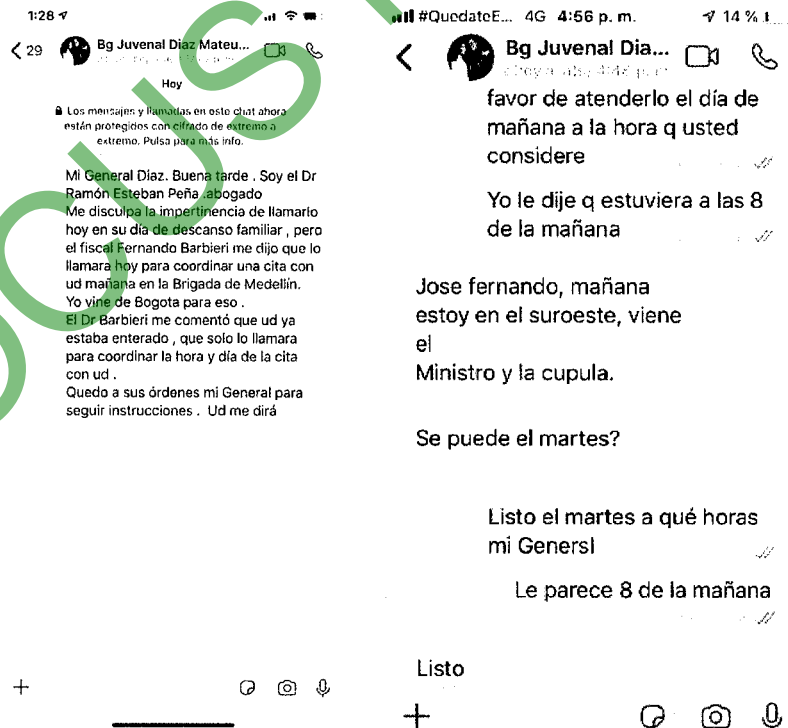 1:28
29
Bg Juvenal Diaz Mateu...
Hoy
Los mensajes y llamadas en este chat ahora
están protegidos con cifrado de extremo a
extremo. Pulsa para más info.
Mi General Diaz. Buena tarde . Soy el Dr
Ramón Esteban Peña .abogado
Me disculpa la impertinencia de llamarlo
hoy en su día de descanso familiar , pero
el fiscal Fernando Barbieri me dijo que lo
llamara hoy para coordinar una cita con
ud mañana en la Brigada de Medellín.
Yo vine de Bogota para eso .
El Dr Barbieri me comentó que ud ya
estaba enterado , que solo lo llamara
para coordinar la hora y día de la cita
con ud .
Quedo a sus órdenes mi General para
seguir instrucciones . Ud me dirá
#QuedateE... 4G 4:56 p. m. 14 %
Bg Juvenal Dia...
favor de atenderlo el día de
mañana a la hora q usted
considere
Yo le dije q estuviera a las 8
de la mañana
Jose fernando, mañana
estoy en el suroeste, viene
el
Ministro y la cupula.
Se puede el martes?
Listo el martes a qué horas
mi Genersl
Le parece 8 de la mañana
Listo
OCUS